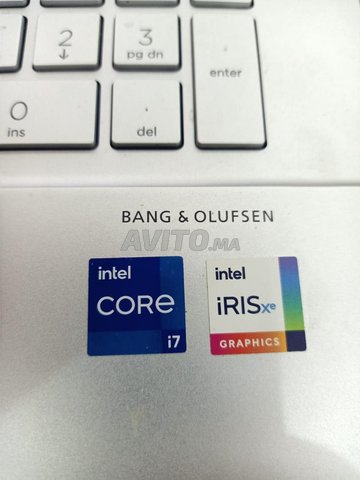 2
↓
3
pg dn
enter
0
ins
.
del
BANG & OLUFSEN
AVITO.ma
intel
CORE
i7
intel
iRISxe
GRAPHICS